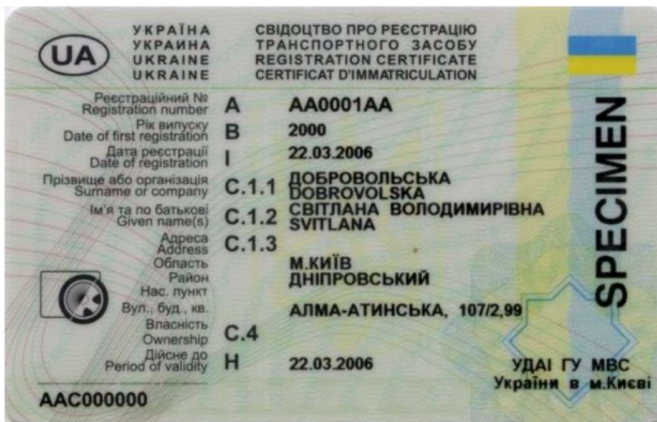 UA
УКРАЇНА СВІДОЦТВО ПРО РЕЄСТРАЦІЮ
УКРАИНА ТРАНСПОРТНОГО ЗАСОБУ
UKRAINE REGISTRATION CERTIFICATE
UKRAINE CERTIFICAT D'IMMATRICULATION
Реєстраційний №
Registration number A АА0001АА
Рік випуску
Date of first registration B 2000
Дата реєстрації
Date of registration I 22.03.2006
Прізвище або організація
Surname or company C.1.1 ДОБРОВОЛЬСЬКА
DOBROVOLSKA
Ім'я та по батькові
Given name(s) C.1.2 СВІТЛАНА ВОЛОДИМИРІВНА
SVITLANA
Адреса
Address C.1.3
Область М.КИЇВ
Район ДНІПРОВСЬКИЙ
Нас. пункт
Вул., буд., кв. АЛМА-АТИНСЬКА, 107/2,99
Власність
Ownership C.4
Дійсне до
Period of validity H 22.03.2006
УДАІ ГУ МВС
України в м.Києві
ААС000000
SPECIMEN